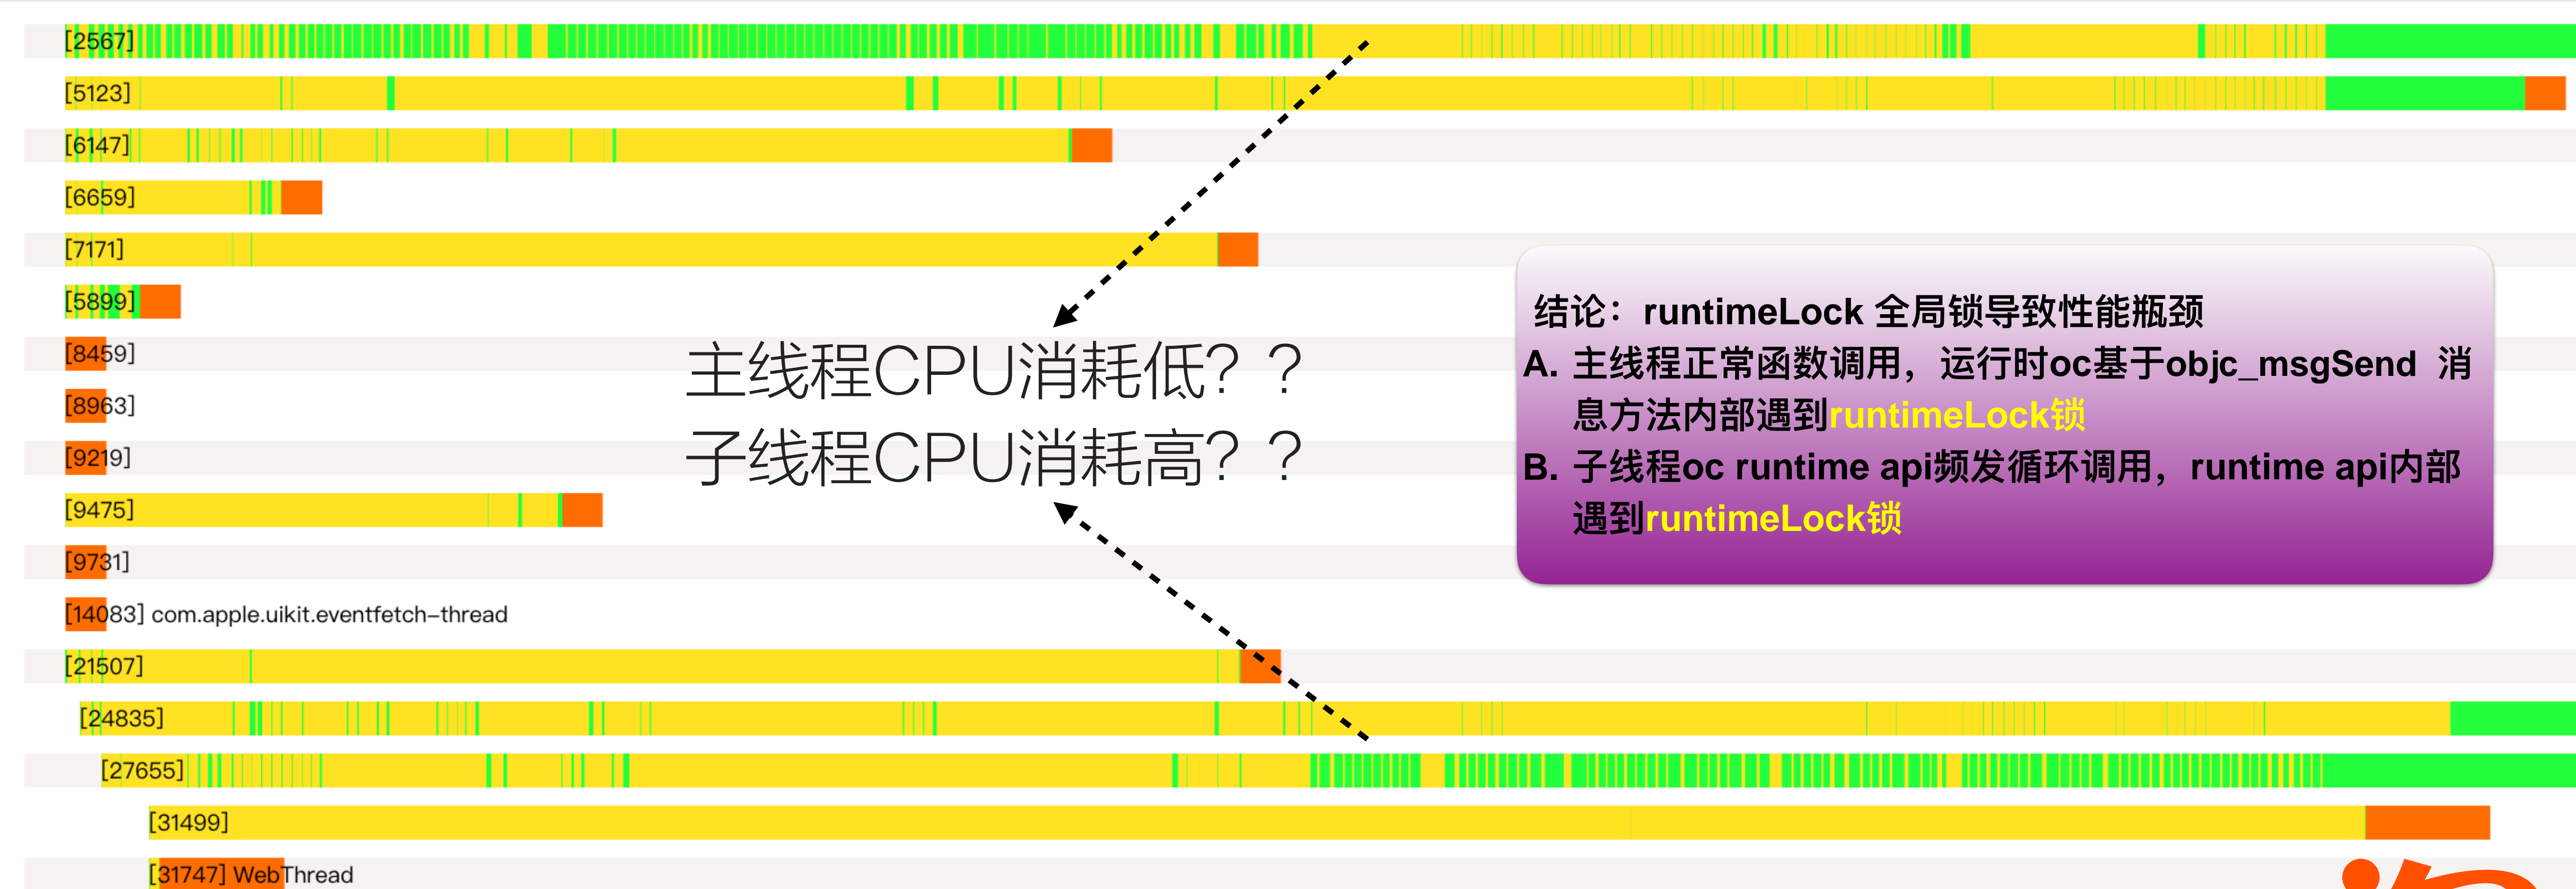 [2567]
[5123]
[6147]
[6659]
[7171]
[5899]
[8459]
[8963]
[9219]
[9475]
[9731]
[14083] com.apple.uikit.eventfetch-thread
[21507]
[24835]
[27655]
[31499]
[31747] WebThread
主线程CPU消耗低？？
子线程CPU消耗高？？
结论：runtimeLock 全局锁导致性能瓶颈
A. 主线程正常函数调用，运行时oc基于objc_msgSend 消
息方法内部遇到runtimeLock锁
B. 子线程oc runtime api频发循环调用，runtime api内部
遇到runtimeLock锁